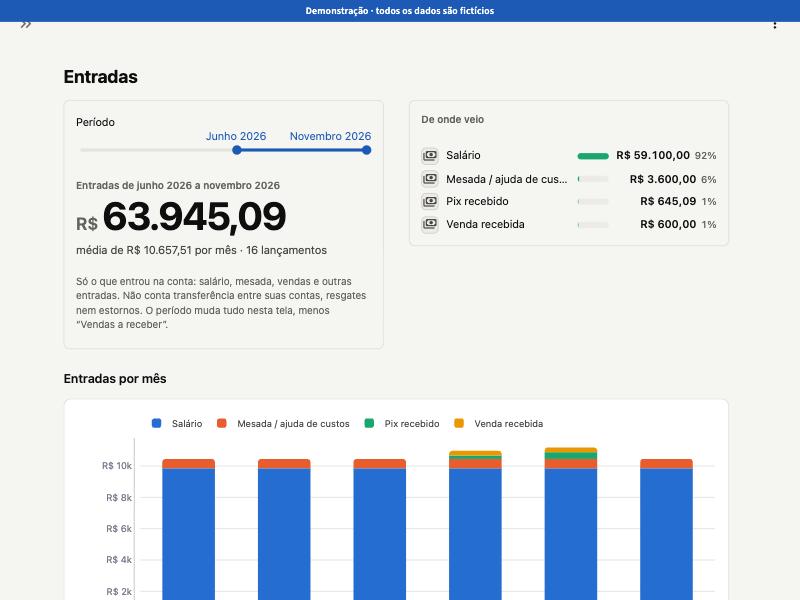 Demonstração · todos os dados são fictícios
Entradas
Período
Junho 2026 Novembro 2026
Entradas de junho 2026 a novembro 2026
R$ 63.945,09
média de R$ 10.657,51 por mês · 16 lançamentos
Só o que entrou na conta: salário, mesada, vendas e outras
entradas. Não conta transferência entre suas contas, resgates
nem estornos. O período muda tudo nesta tela, menos
“Vendas a receber”.
De onde veio
Salário R$ 59.100,00 92%
Mesada / ajuda de cus... R$ 3.600,00 6%
Pix recebido R$ 645,09 1%
Venda recebida R$ 600,00 1%
Entradas por mês
Salário Mesada / ajuda de custos Pix recebido Venda recebida
R$ 10k
R$ 8k
R$ 6k
R$ 4k
R$ 2k